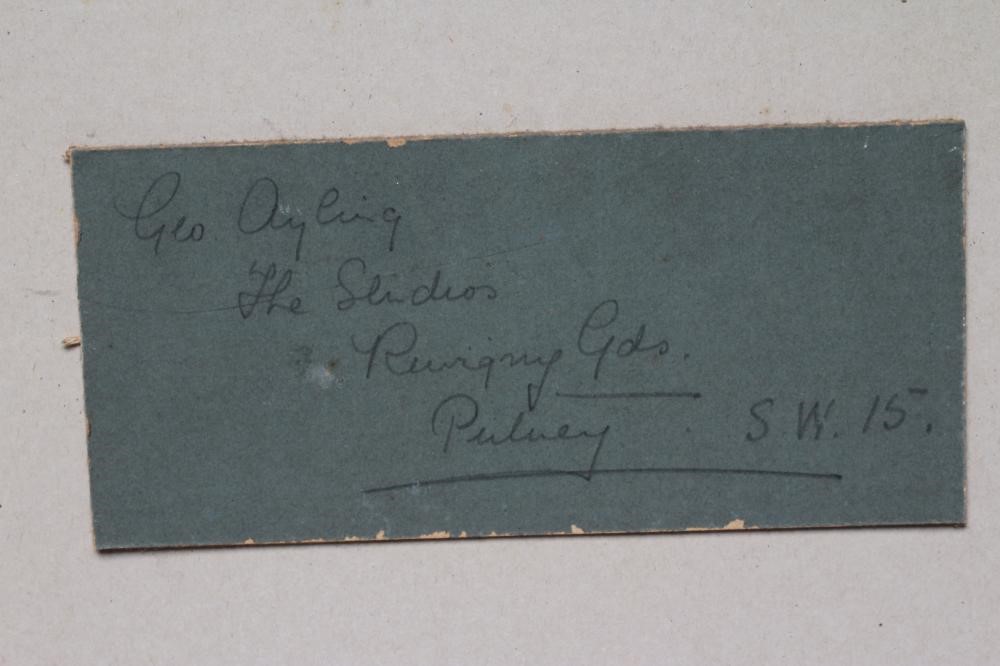 Geo Ayling
The Studios
Ruvigny Gds.
Putney S.W.15.